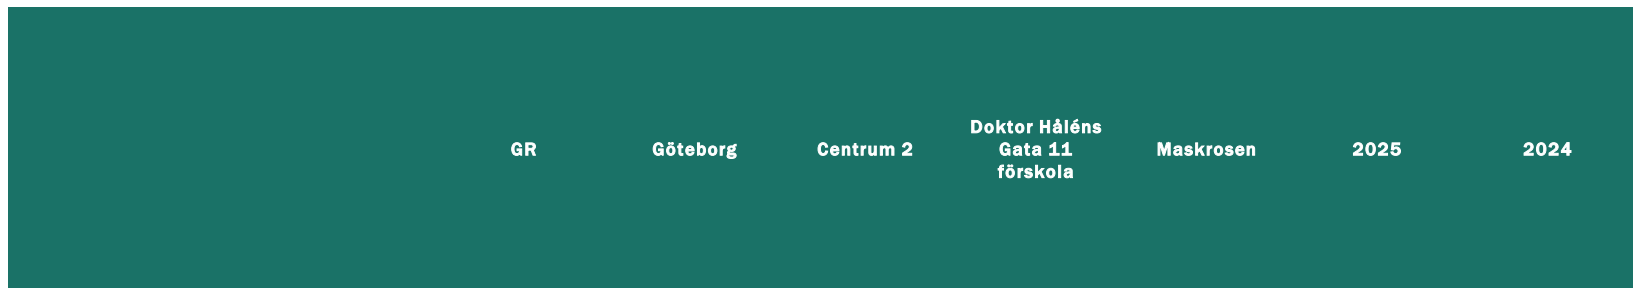 GR
Göteborg
Centrum 2
Doktor Håléns
Gata 11
förskola
Maskrosen
2025
2024